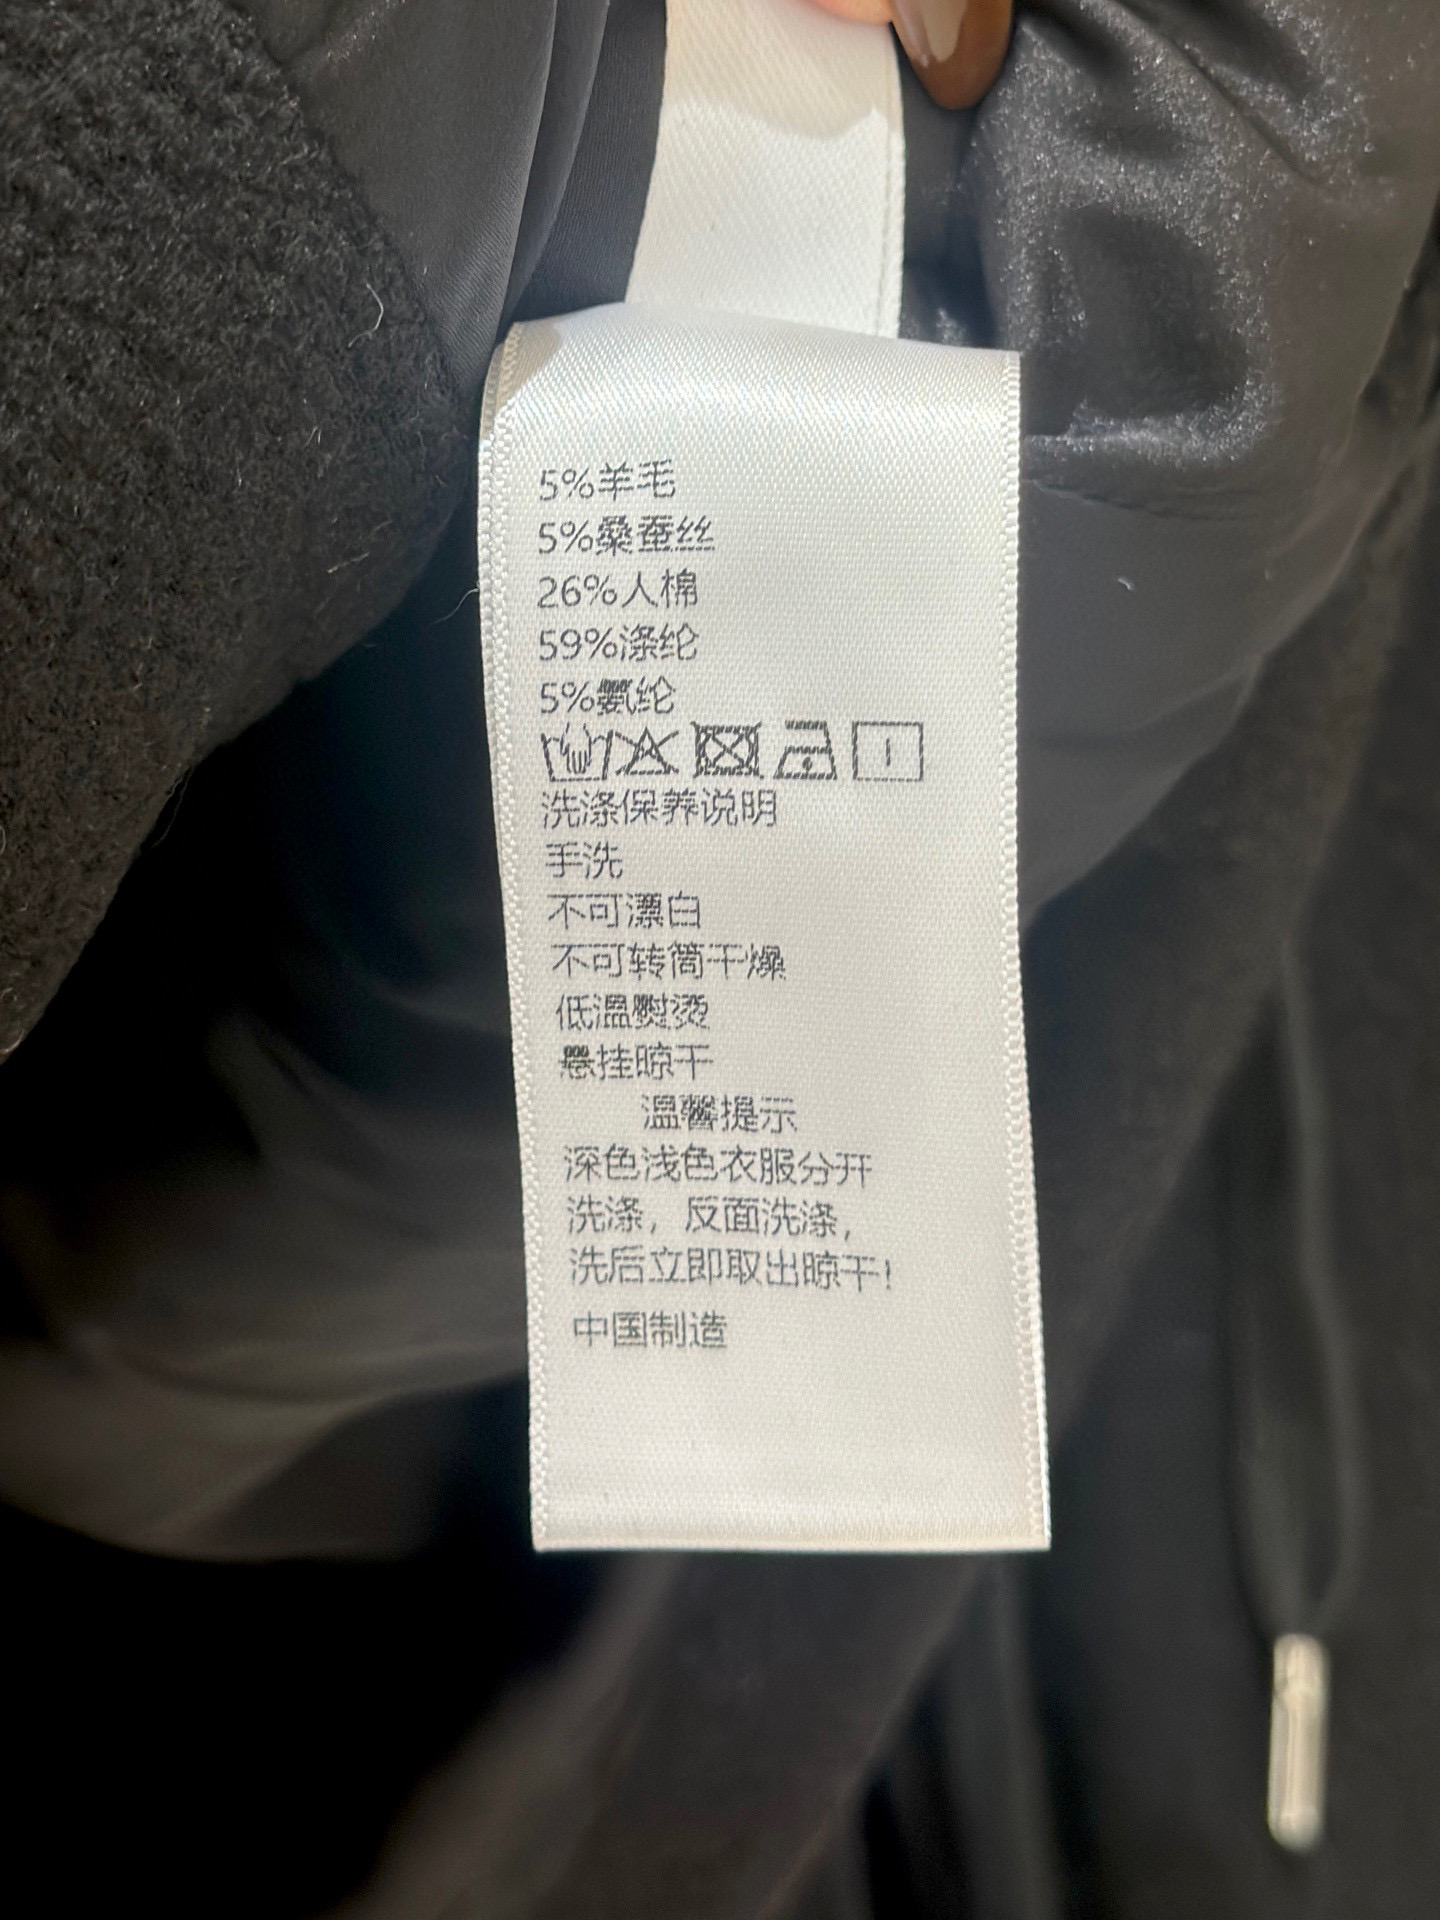 5%羊毛
5%桑蚕丝
26%人棉
59%涤纶
5%氨纶
洗涤保养说明
手洗
不可漂白
不可转筒干燥
低温熨烫
悬挂晾干
温馨提示
深色浅色衣服分开
洗涤，反面洗涤，
洗后立即取出晾干！
中国制造